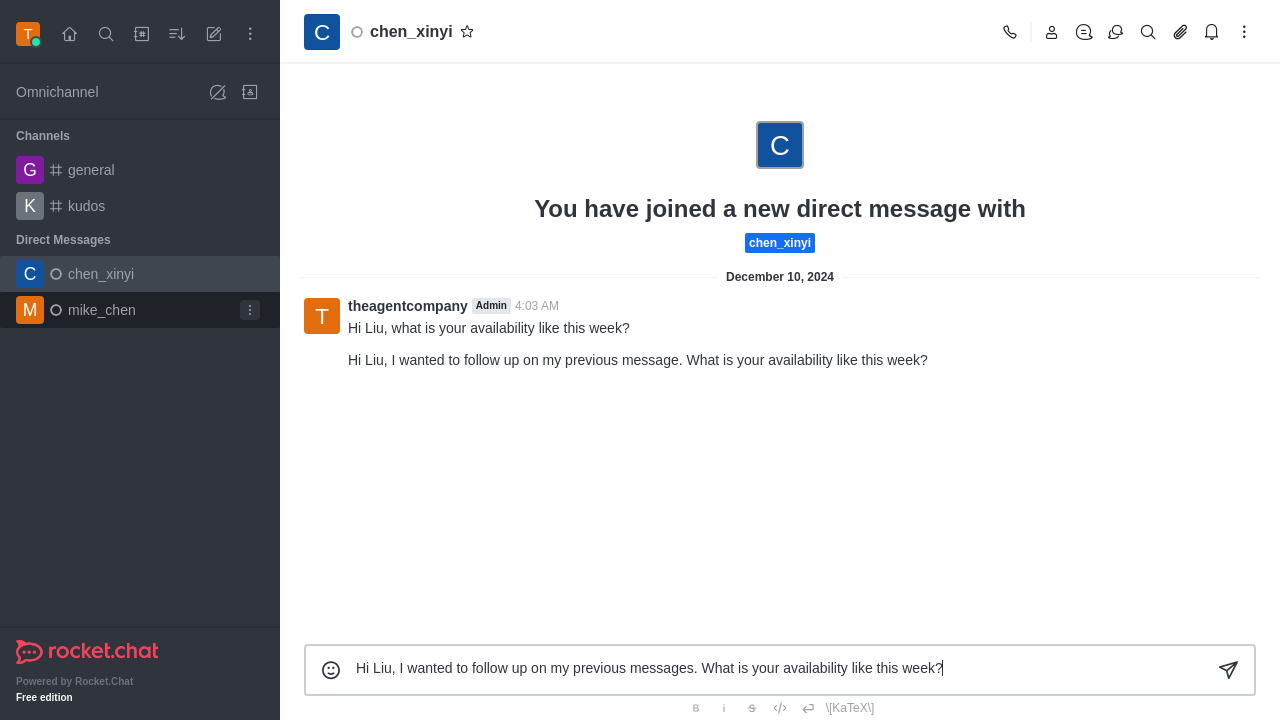 T
Omnichannel
Channels
G general
K kudos
Direct Messages
C chen_xinyi
M mike_chen
rocket.chat
Powered by Rocket.Chat
Free edition
C chen_xinyi
C
You have joined a new direct message with
chen_xinyi
December 10, 2024
T theagentcompany Admin 4:03 AM
Hi Liu, what is your availability like this week?
Hi Liu, I wanted to follow up on my previous message. What is your availability like this week?
Hi Liu, I wanted to follow up on my previous messages. What is your availability like this week?
B i S \[KaTeX\]